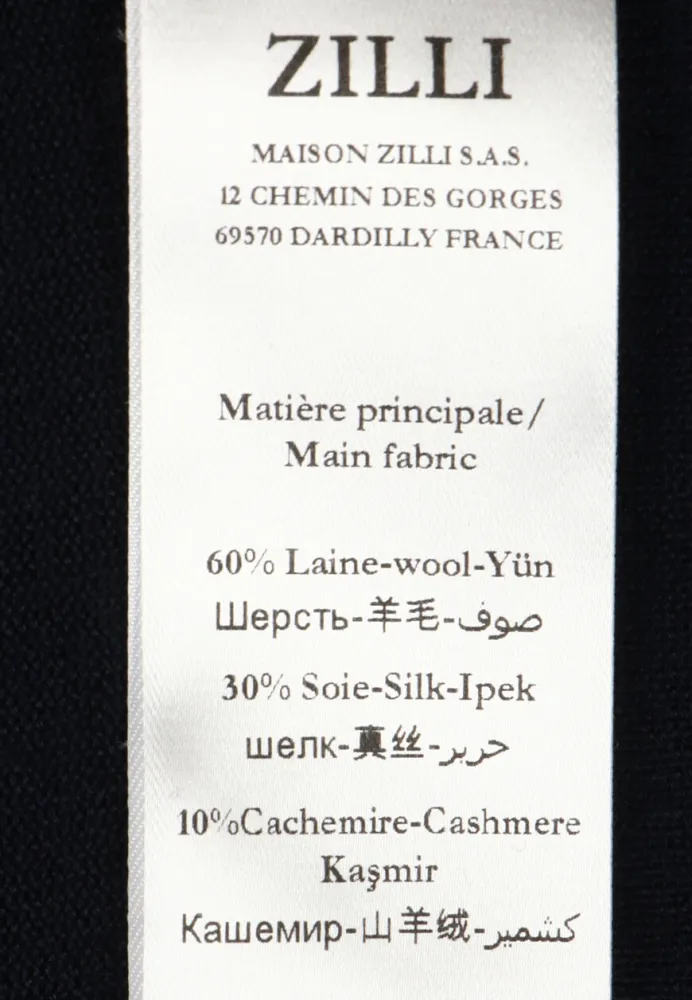 ZILLI
MAISON ZILLI S.A.S.
12 CHEMIN DES GORGES
69570 DARDILLY FRANCE
Matière principale/
Main fabric
60% Laine-wool-Yün
Шерсть-羊毛-صوف
30% Soie-Silk-Ipek
шелк-真丝-حرير
10%Cachemire-Cashmere
Kaşmir
Кашемир-山羊绒-كشمير